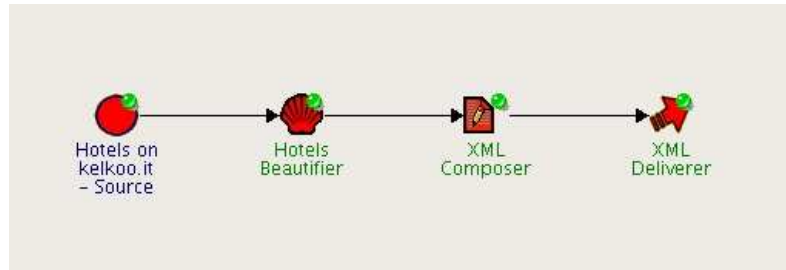 Hotels on
kelkoo.it
- Source
Hotels
Beautifier
XML
Composer
XML
Deliverer